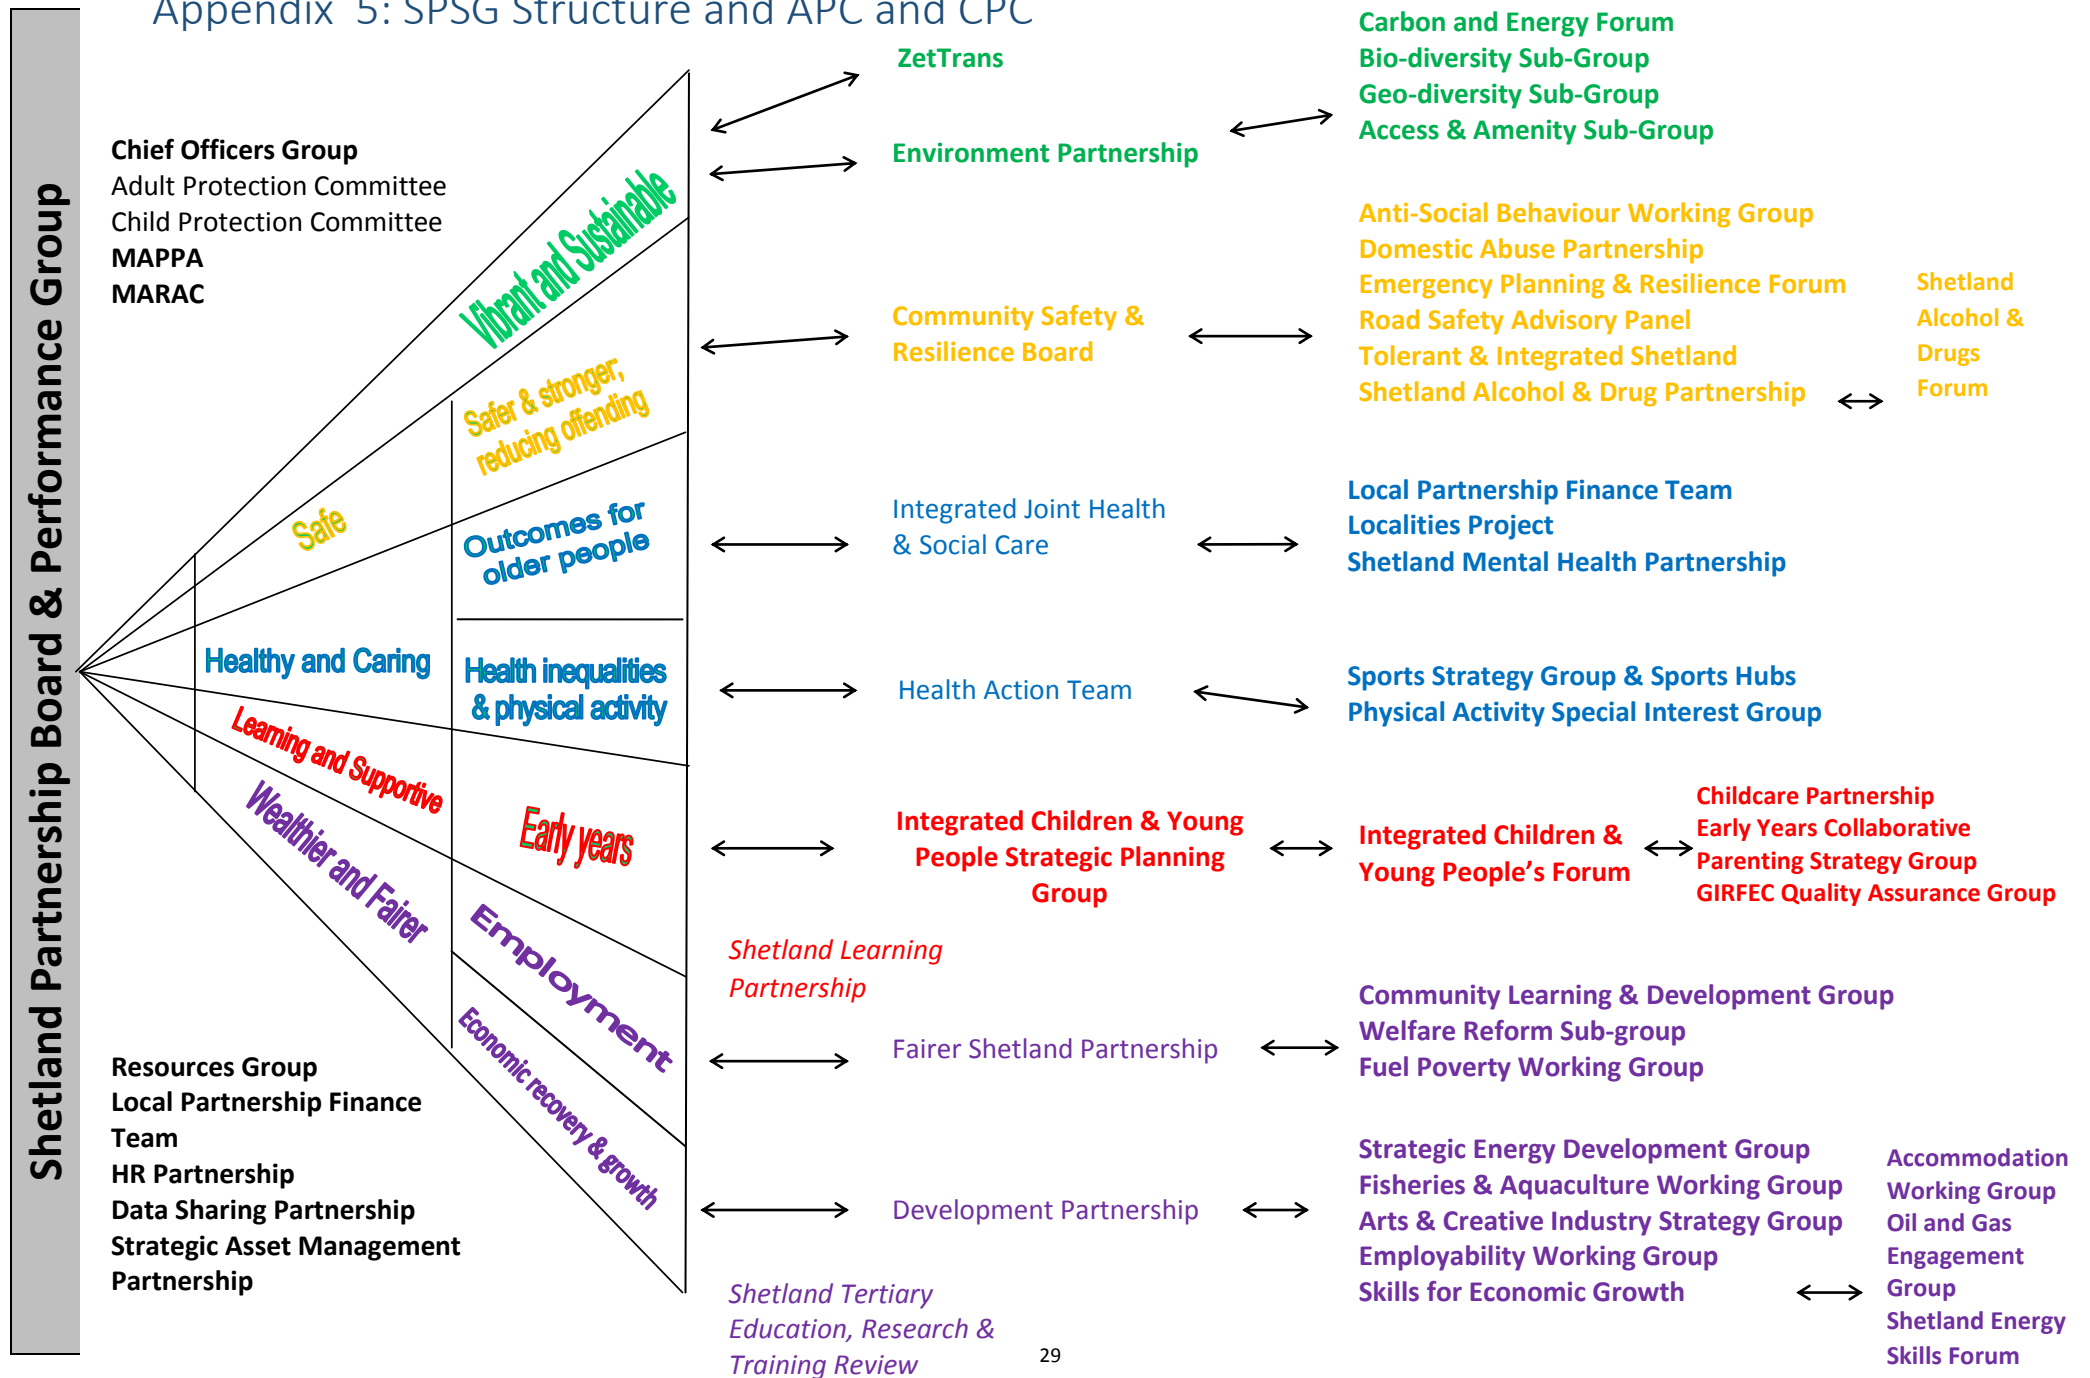 Appendix 5: SPSG Structure and APC and CPC
Shetland Partnership Board & Performance Group
Chief Officers Group
Adult Protection Committee
Child Protection Committee
MAPPA
MARAC
Vibrant and Sustainable
Safe
Safer & stronger,
reducing offending
Healthy and Caring
Outcomes for
older people
Health inequalities
& physical activity
Learning and Supportive
Early years
Wealthier and Fairer
Employment
Economic recovery & growth
Resources Group
Local Partnership Finance
Team
HR Partnership
Data Sharing Partnership
Strategic Asset Management
Partnership
ZetTrans
Environment Partnership
Carbon and Energy Forum
Bio-diversity Sub-Group
Geo-diversity Sub-Group
Access & Amenity Sub-Group
Community Safety &
Resilience Board
Anti-Social Behaviour Working Group
Domestic Abuse Partnership
Emergency Planning & Resilience Forum
Road Safety Advisory Panel
Tolerant & Integrated Shetland
Shetland Alcohol & Drug Partnership
Shetland
Alcohol &
Drugs
Forum
Integrated Joint Health
& Social Care
Local Partnership Finance Team
Localities Project
Shetland Mental Health Partnership
Health Action Team
Sports Strategy Group & Sports Hubs
Physical Activity Special Interest Group
Integrated Children & Young
People Strategic Planning
Group
Integrated Children &
Young People’s Forum
Childcare Partnership
Early Years Collaborative
Parenting Strategy Group
GIRFEC Quality Assurance Group
Shetland Learning
Partnership
Fairer Shetland Partnership
Community Learning & Development Group
Welfare Reform Sub-group
Fuel Poverty Working Group
Development Partnership
Strategic Energy Development Group
Fisheries & Aquaculture Working Group
Arts & Creative Industry Strategy Group
Employability Working Group
Skills for Economic Growth
Accommodation
Working Group
Oil and Gas
Engagement
Group
Shetland Energy
Skills Forum
Shetland Tertiary
Education, Research &
Training Review
29